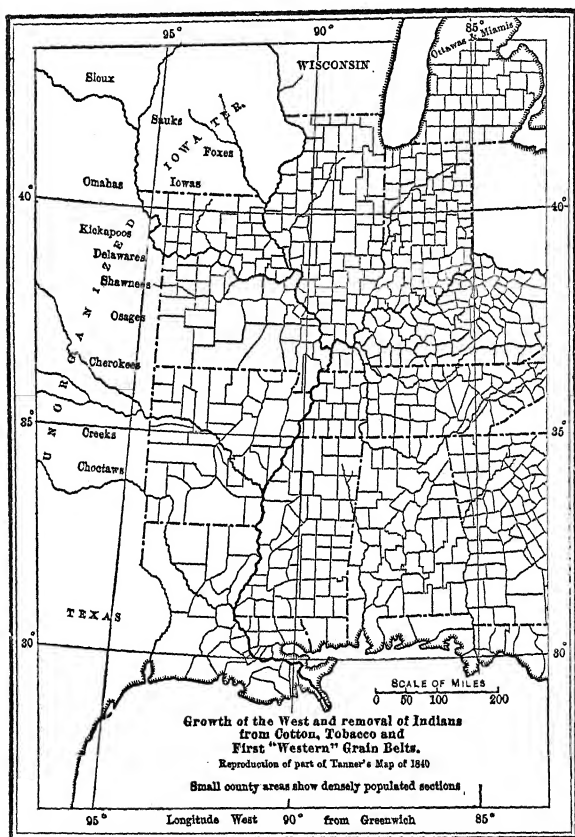 95°
90°
85°
Ottawas & Miamis
WISCONSIN
Sioux
Sauks
IOWA TER.
Foxes
Omahas
Iowas
40°
40°
Kickapoos
Delawares
Shawnees
Osages
Cherokees
UNORGANIZED
35°
35°
Creeks
Choctaws
TEXAS
30°
30°
SCALE OF MILES
0 50 100 200
Growth of the West and removal of Indians
from Cotton, Tobacco and
First "Western" Grain Belts.
Reproduction of part of Tanner's Map of 1840
Small county areas show densely populated sections
95°
Longitude West
90°
from Greenwich
85°